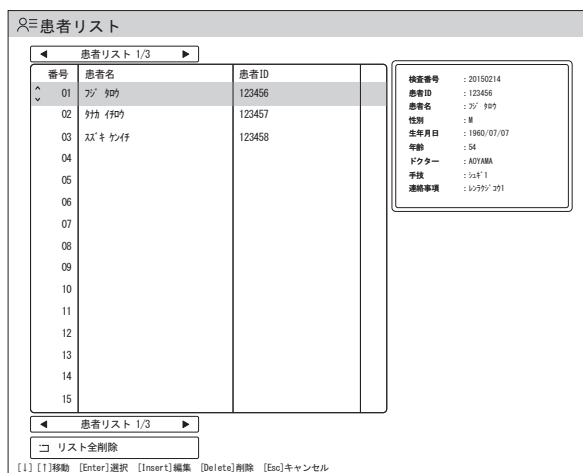 患者リスト
患者リスト 1/3
番号 患者名 患者ID
01 フジ タロウ 123456
02 タナカ イチロウ 123457
03 スズキ ケンイチ 123458
04
05
06
07
08
09
10
11
12
13
14
15
検査番号 : 20150214
患者ID : 123456
患者名 : フジ タロウ
性別 : M
生年月日 : 1960/07/07
年齢 : 54
ドクター : AOYAMA
手技 : シュギ1
連絡事項 : レンラクジコウ1
患者リスト 1/3
リスト全削除
[↓] [↑]移動 [Enter]選択 [Insert]編集 [Delete]削除 [Esc]キャンセル